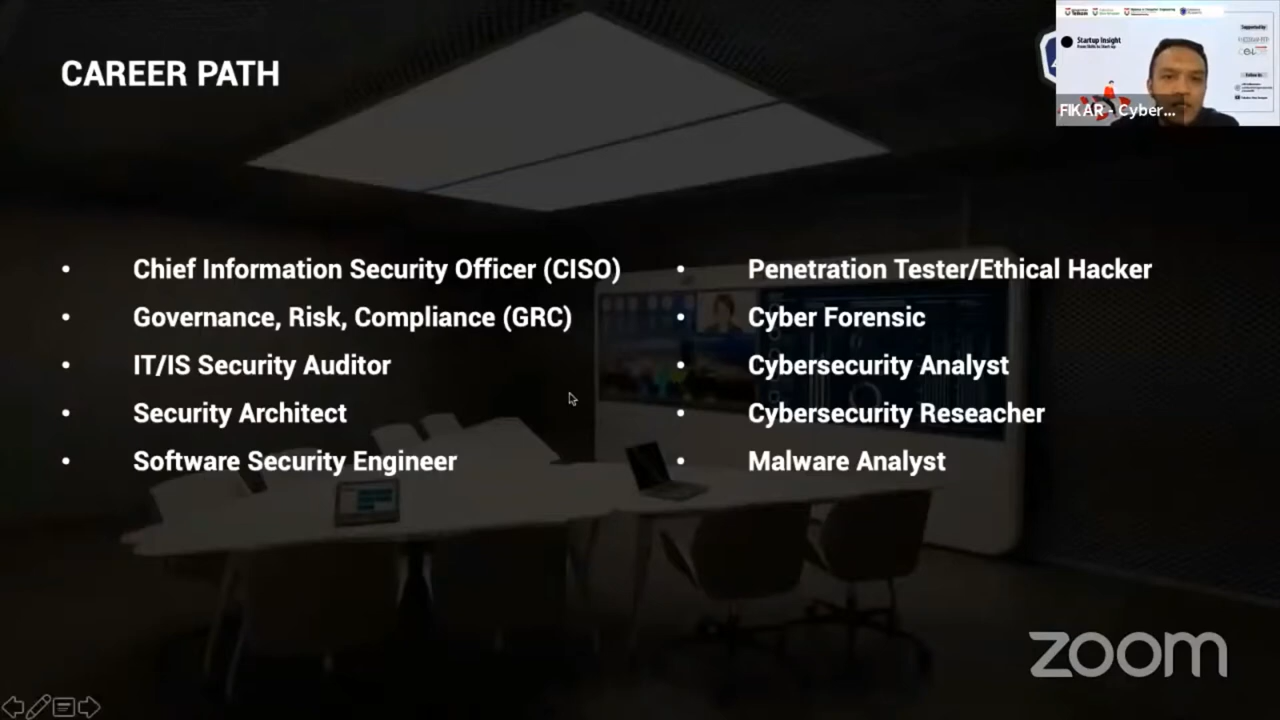 CAREER PATH
Startup Insight
FIKAR - Cyber...
Chief Information Security Officer (CISO)
Governance, Risk, Compliance (GRC)
IT/IS Security Auditor
Security Architect
Software Security Engineer
Penetration Tester/Ethical Hacker
Cyber Forensic
Cybersecurity Analyst
Cybersecurity Reseacher
Malware Analyst
zoom